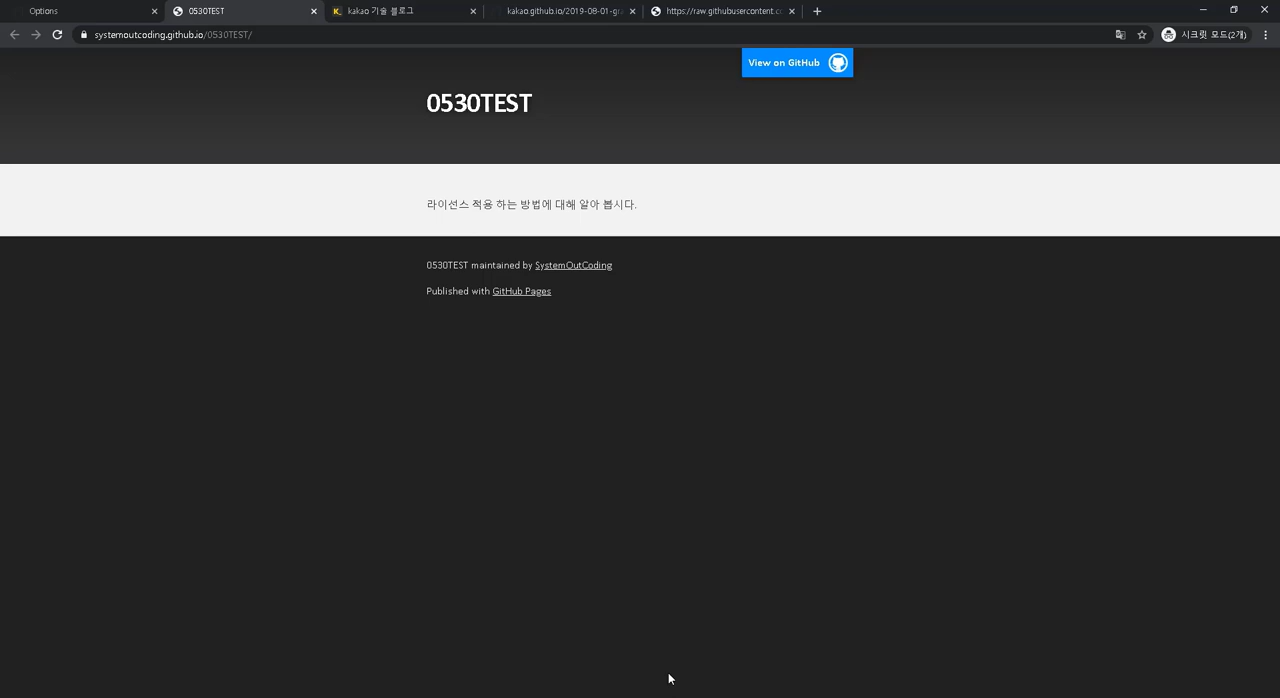 Options
0530TEST
kakao 기술 블로그
kakao.github.io/2019-08-01-gra
https://raw.githubusercontent.cc
systemoutcoding.github.io/0530TEST/
시크릿 모드(2개)
View on GitHub
0530TEST
라이선스 적용 하는 방법에 대해 알아 봅시다.
0530TEST maintained by SystemOutCoding
Published with GitHub Pages